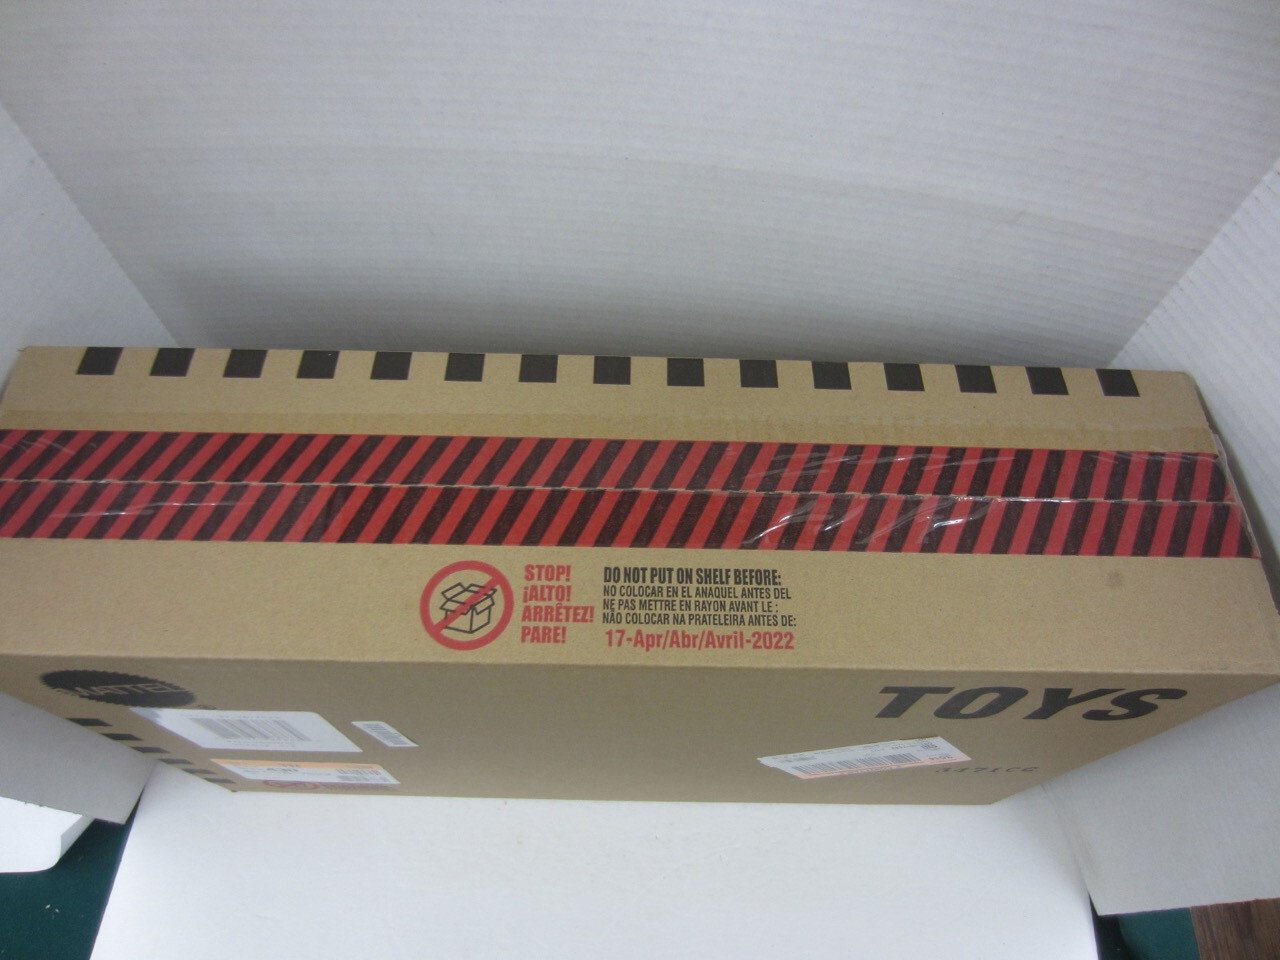 STOP!
¡ALTO!
ARRÊTEZ!
PARE!
DO NOT PUT ON SHELF BEFORE:
NO COLOCAR EN EL ANAQUEL ANTES DEL
NE PAS METTRE EN RAYON AVANT LE :
NÃO COLOCAR NA PRATELEIRA ANTES DE:
17-Apr/Abr/Avril-2022
MATTEL
TOYS